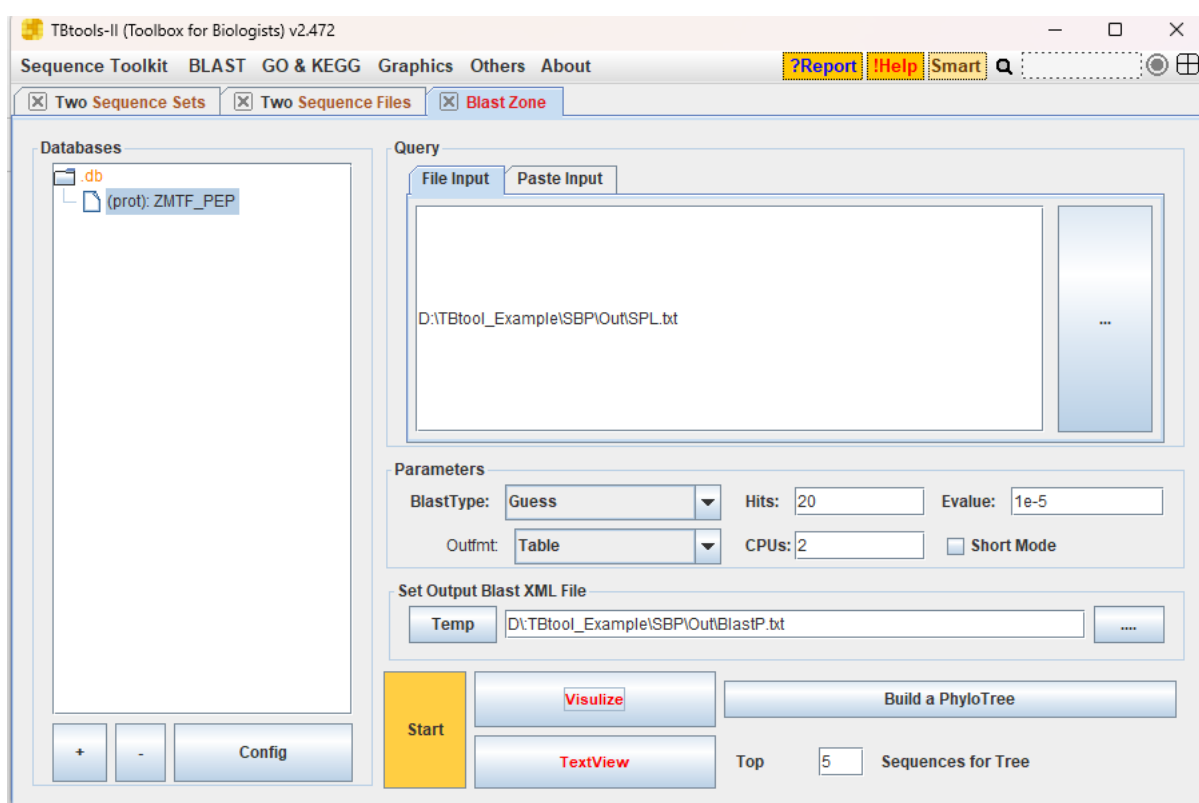 TBtools-II (Toolbox for Biologists) v2.472
Sequence Toolkit BLAST GO & KEGG Graphics Others About ?Report !Help Smart
Two Sequence Sets Two Sequence Files Blast Zone
Databases
.db
(prot): ZMTF_PEP
+ - Config
Query
File Input Paste Input
D:\TBtool_Example\SBP\Out\SPL.txt
...
Parameters
BlastType: Guess Hits: 20 Evalue: 1e-5
Outfmt: Table CPUs: 2 Short Mode
Set Output Blast XML File
Temp D\:TBtool_Example\SBP\Out\BlastP.txt ....
Start
Visulize
Build a PhyloTree
TextView
Top 5 Sequences for Tree